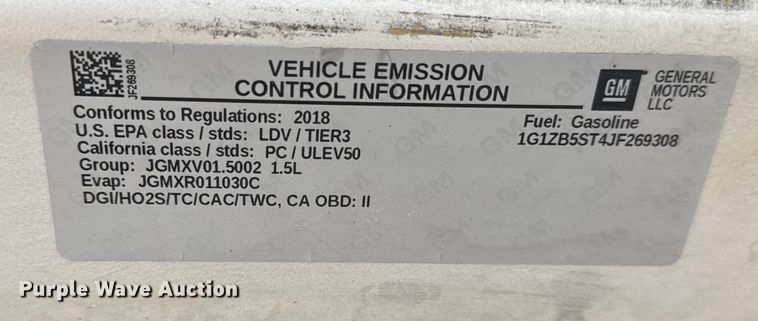 JF269308
VEHICLE EMISSION
CONTROL INFORMATION
GM
GENERAL
MOTORS
LLC
Conforms to Regulations: 2018
U.S. EPA class / stds: LDV / TIER3
California class / stds: PC / ULEV50
Group: JGMXV01.5002 1.5L
Evap: JGMXR011030C
DGI/HO2S/TC/CAC/TWC, CA OBD: II
Fuel: Gasoline
1G1ZB5ST4JF269308
Purple Wave Auction